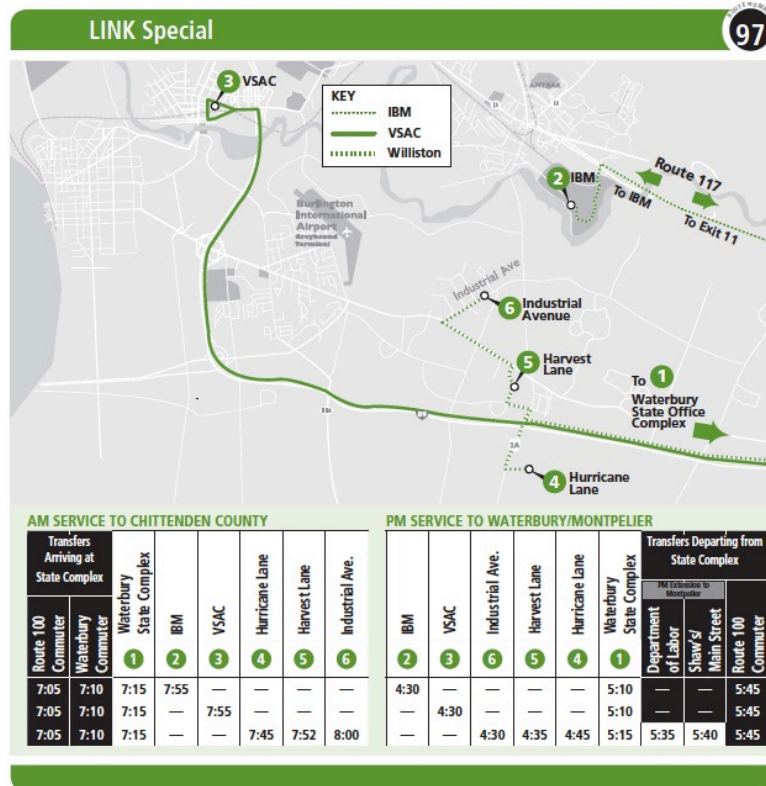 LINK Special
97
3 VSAC
KEY
IBM
VSAC
Williston
AMTRAK
15
2 IBM
Route 117
To IBM
To Exit 11
Burlington
International
Airport
Greyhound
Terminal
Industrial Ave
6 Industrial
Avenue
5 Harvest
Lane
To 1
Waterbury
State Office
Complex
2A
4 Hurricane
Lane
AM SERVICE TO CHITTENDEN COUNTY
Transfers
Arriving at
State Complex
Route 100
Commuter
Waterbury
Commuter
Waterbury
State Complex
IBM
VSAC
Hurricane Lane
Harvest Lane
Industrial Ave.
1 2 3 4 5 6
7:05 7:10 7:15 7:55 — — — —
7:05 7:10 7:15 — 7:55 — — —
7:05 7:10 7:15 — — 7:45 7:52 8:00
PM SERVICE TO WATERBURY/MONTPELIER
Transfers Departing from
State Complex
PM Extension to
Montpelier
IBM
VSAC
Industrial Ave.
Harvest Lane
Hurricane Lane
Waterbury
State Complex
Department
of Labor
Shaw's/
Main Street
Route 100
Commuter
2 3 6 5 4 1
4:30 — — — — 5:10 — — 5:45
— 4:30 — — — 5:10 — — 5:45
— — 4:30 4:35 4:45 5:15 5:35 5:40 5:45